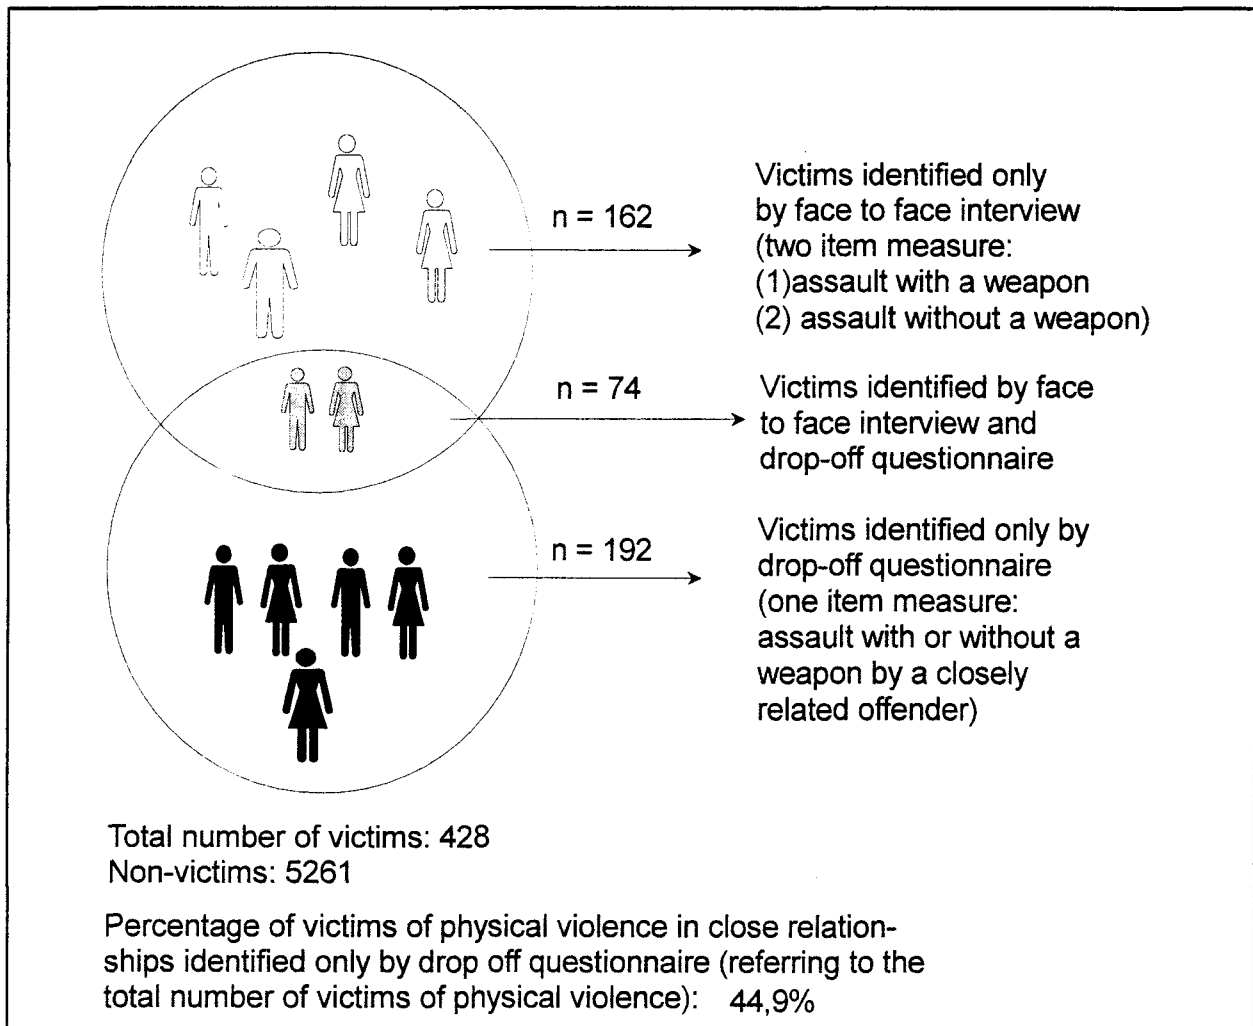 n = 162
Victims identified only
by face to face interview
(two item measure:
(1)assault with a weapon
(2) assault without a weapon)
n = 74
Victims identified by face
to face interview and
drop-off questionnaire
n = 192
Victims identified only by
drop-off questionnaire
(one item measure:
assault with or without a
weapon by a closely
related offender)
Total number of victims: 428
Non-victims: 5261
Percentage of victims of physical violence in close relation-
ships identified only by drop off questionnaire (referring to the
total number of victims of physical violence): 44,9%